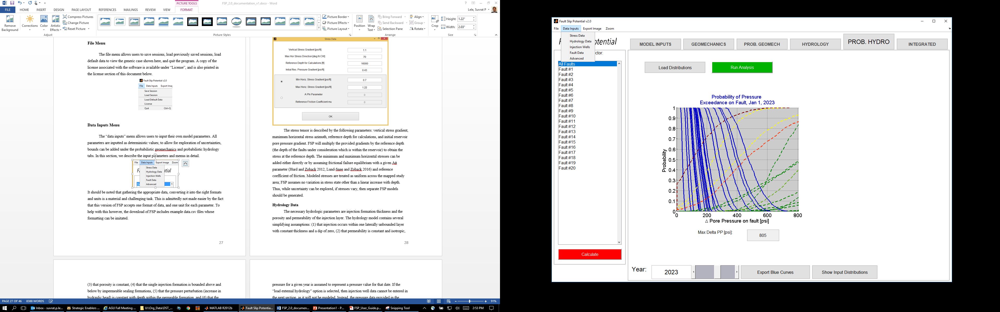 FSP_2.0_documentation_v1.docx - Word
PICTURE TOOLS
FILE HOME INSERT DESIGN PAGE LAYOUT REFERENCES MAILINGS REVIEW VIEW FORMAT
Lele, Suvrat P
Remove Background
Corrections
Color
Artistic Effects
Compress Pictures
Change Picture
Reset Picture
Adjust
Picture Styles
Picture Border
Picture Effects
Picture Layout
Position
Wrap Text
Bring Forward
Send Backward
Selection Pane
Align
Group
Rotate
Arrange
Crop
Height: 1.22"
Width: 2.03"
Size
File Menu
The file menu allows users to save sessions, load previously saved sessions, load
default data to view the generic case shown here, and quit the program. A copy of the
license associated with the software is available under “License”, and is also printed in
the license section of this document below.
Fault Slip Potential v2.0
File Data Inputs Export Imag
Save Session
Load Session
Load Default Data
License
Quit Ctrl+Q
Data Inputs Menu
The “data inputs” menu allows users to input their own model parameters. All
parameters are inputted as deterministic values; to allow for exploration of uncertainties,
bounds can be added under the probabilistic geomechanics and probabilistic hydrology
tabs. In this section, we describe the input parameters and menus in detail.
File Data Inputs Export Image Zoom
Stress Data
Hydrology Data
Injection Wells
Fault Data
Advanced
ntial
It should be noted that gathering the appropriate data, converting it into the right formats
and units is a material and challenging task. This is admittedly not made easier by the fact
that this version of FSP accepts one format of data, and one unit for each parameter. To
help with this however, the download of FSP includes example data.csv files whose
formatting can be imitated.
27
Stress Data
Vertical Stress Gradient [psi/ft] 1.1
Max Hor Stress Direction [deg N CW] 70
Reference Depth for Calculations [ft] 16000
Initial Res. Pressure Gradient [psi/ft] 0.43
Min Horiz. Stress Gradient [psi/ft] 0.7
Max Horiz. Stress Gradient [psi/ft] 1.22
A Phi Parameter 0
Reference Friction Coefficient mu 0
OK
The stress tensor is described by the following parameters: vertical stress gradient,
maximum horizontal stress azimuth, reference depth for calculations, and initial reservoir
pore pressure gradient. FSP will multiply the provided gradients by the reference depth
(the depth of the faults under consideration which is within the reservoir) to obtain the
stress at the reference depth. The minimum and maximum horizontal stresses can be
added either directly or by assuming frictional failure equilibrium with a given Aϕ
parameter (Hurd and Zoback 2012, Lund-Snee and Zoback 2016) and reference
coefficient of friction. Modeled stresses are treated as uniform across the mapped study
area; FSP assumes no variation in stress state other than a linear increase with depth.
Thus, while uncertainty can be explored, if stresses vary, then separate FSP models
should be generated.
Hydrology Data
The necessary hydrologic parameters are injection formation thickness and the
porosity and permeability of the injection layer. The hydrology model contains several
simplifying assumptions: (1) that injection occurs within one laterally unbounded layer
with constant thickness and a dip of zero, (2) that permeability is constant and isotropic,
28
(3) that porosity is constant, (4) that the single injection formation is bounded above and
below by impermeable sealing formations, (5) that the pressure perturbation (increase in
hydraulic head) is constant with depth within the permeable formation, and (6) that the
pressure for a given year is assumed to represent a pressure value for that date. If the
“load external hydrology” option is selected, then injection well data cannot be entered in
the next section, as it will not be modeled. Instead, the pressure data provided in the
PAGE 27 OF 46 8388 WORDS
91%
Inbox - suvrat.p.le...
Strategic Enablers ...
AGU Fall Meeting ...
U:\Org_Data\DST_...
MATLAB R2012b
Fault Slip Potentia...
FSP_2.0_documen...
Presentation1 - P...
FSP_User_Guide.p...
Snipping Tool
2:53 PM
Fault Slip Potential v2.0
File Data Inputs Export Image Zoom
Stress Data
Hydrology Data
Injection Wells
Fault Data
Advanced
otential
ctor:
MODEL INPUTS GEOMECHANICS PROB. GEOMECH HYDROLOGY PROB. HYDRO INTEGRATED
All Faults
Fault #1
Fault #2
Fault #3
Fault #4
Fault #5
Fault #6
Fault #7
Fault #8
Fault #9
Fault #10
Fault #11
Fault #12
Fault #13
Fault #14
Fault #15
Fault #16
Fault #17
Fault #18
Fault #19
Fault #20
Calculate
Load Distributions
Run Analysis
Probability of Pressure
Exceedance on Fault, Jan 1, 2023
Probability
1
0.9
0.8
0.7
0.6
0.5
0.4
0.3
0.2
0.1
0
0 200 400 600 800
Δ Pore Pressure on fault [psi]
Max Delta PP [psi]: 805
Year: 2023
Export Blue Curves
Show Input Distributions